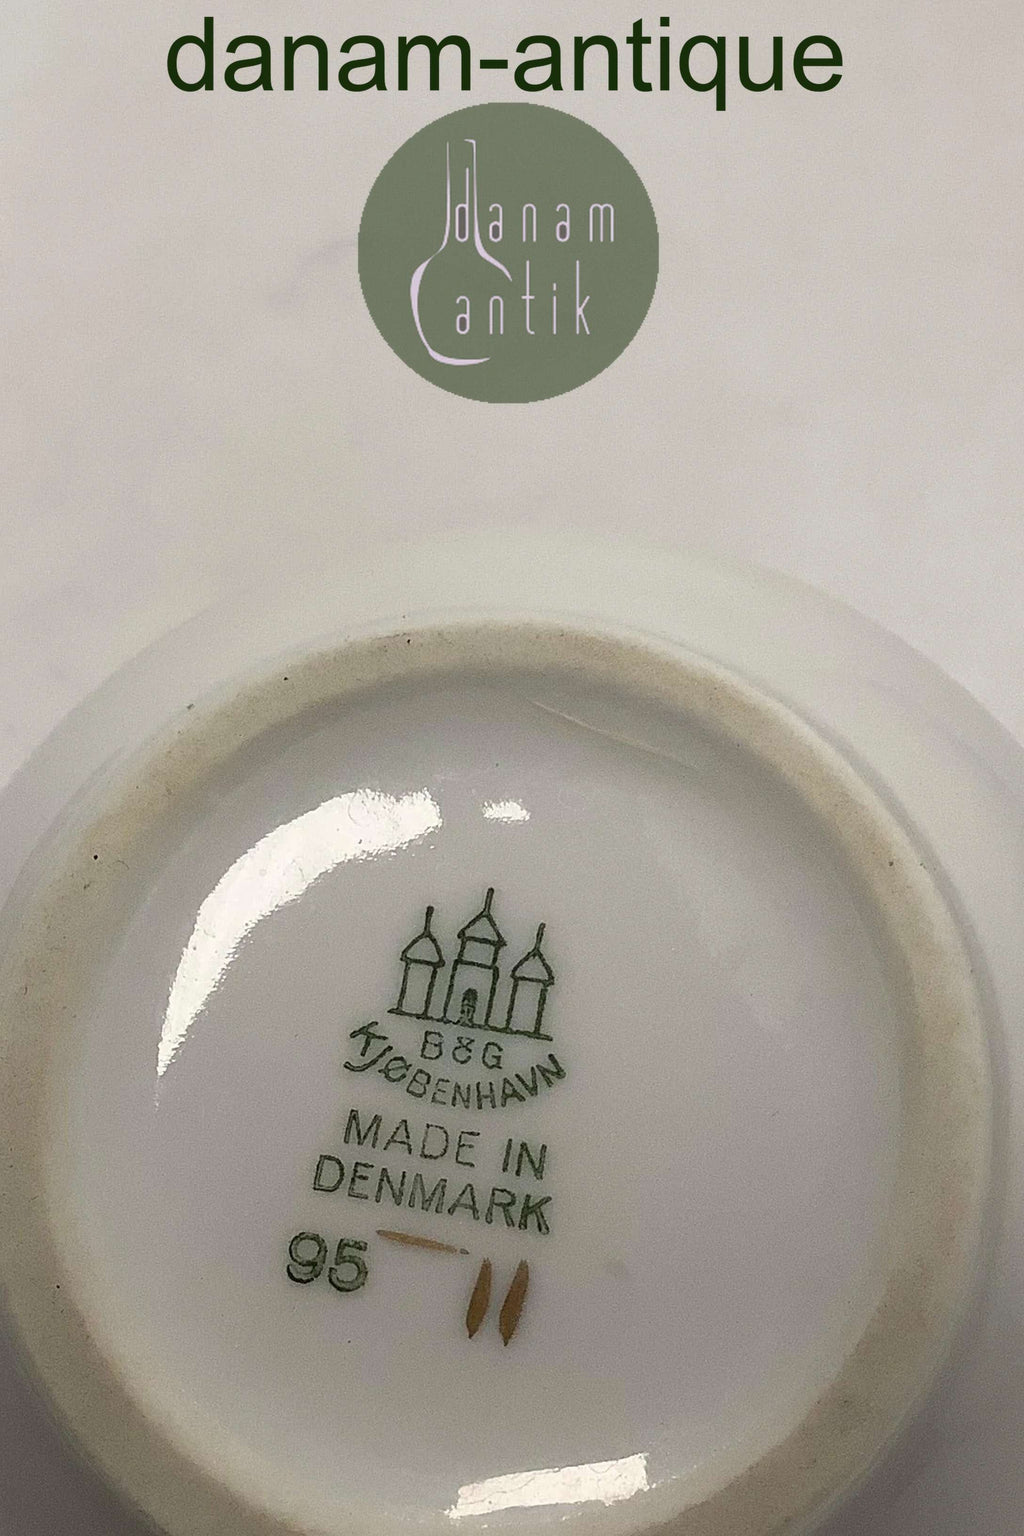 danam-antique
danam
antik
B&G
KJØBENHAVN
MADE IN
DENMARK
95